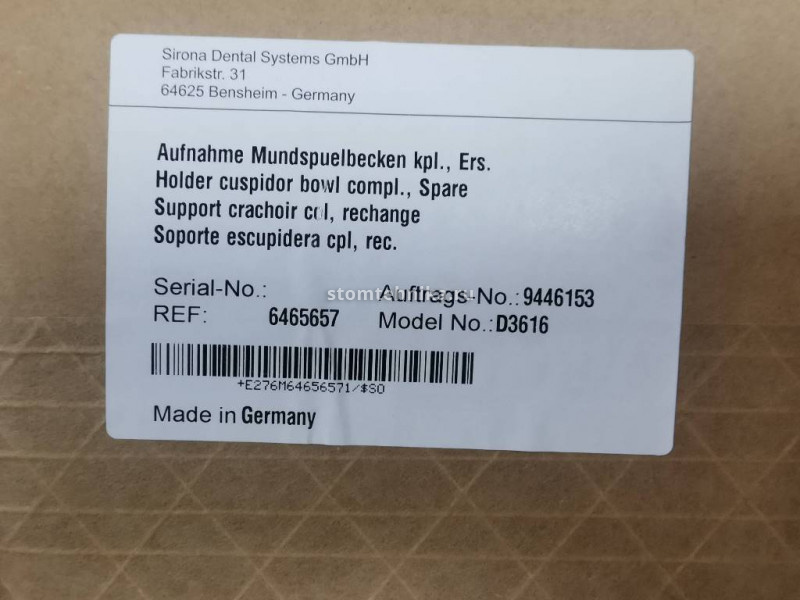 Sirona Dental Systems GmbH
Fabrikstr. 31
64625 Bensheim - Germany
Aufnahme Mundspuelbecken kpl., Ers.
Holder cuspidor bowl compl., Spare
Support crachoir cpl, rechange
Soporte escupidera cpl, rec.
Serial-No.:
Auftrags-No.: 9446153
REF: 6465657
Model No.: D3616
+E276M64656571/$S0
Made in Germany